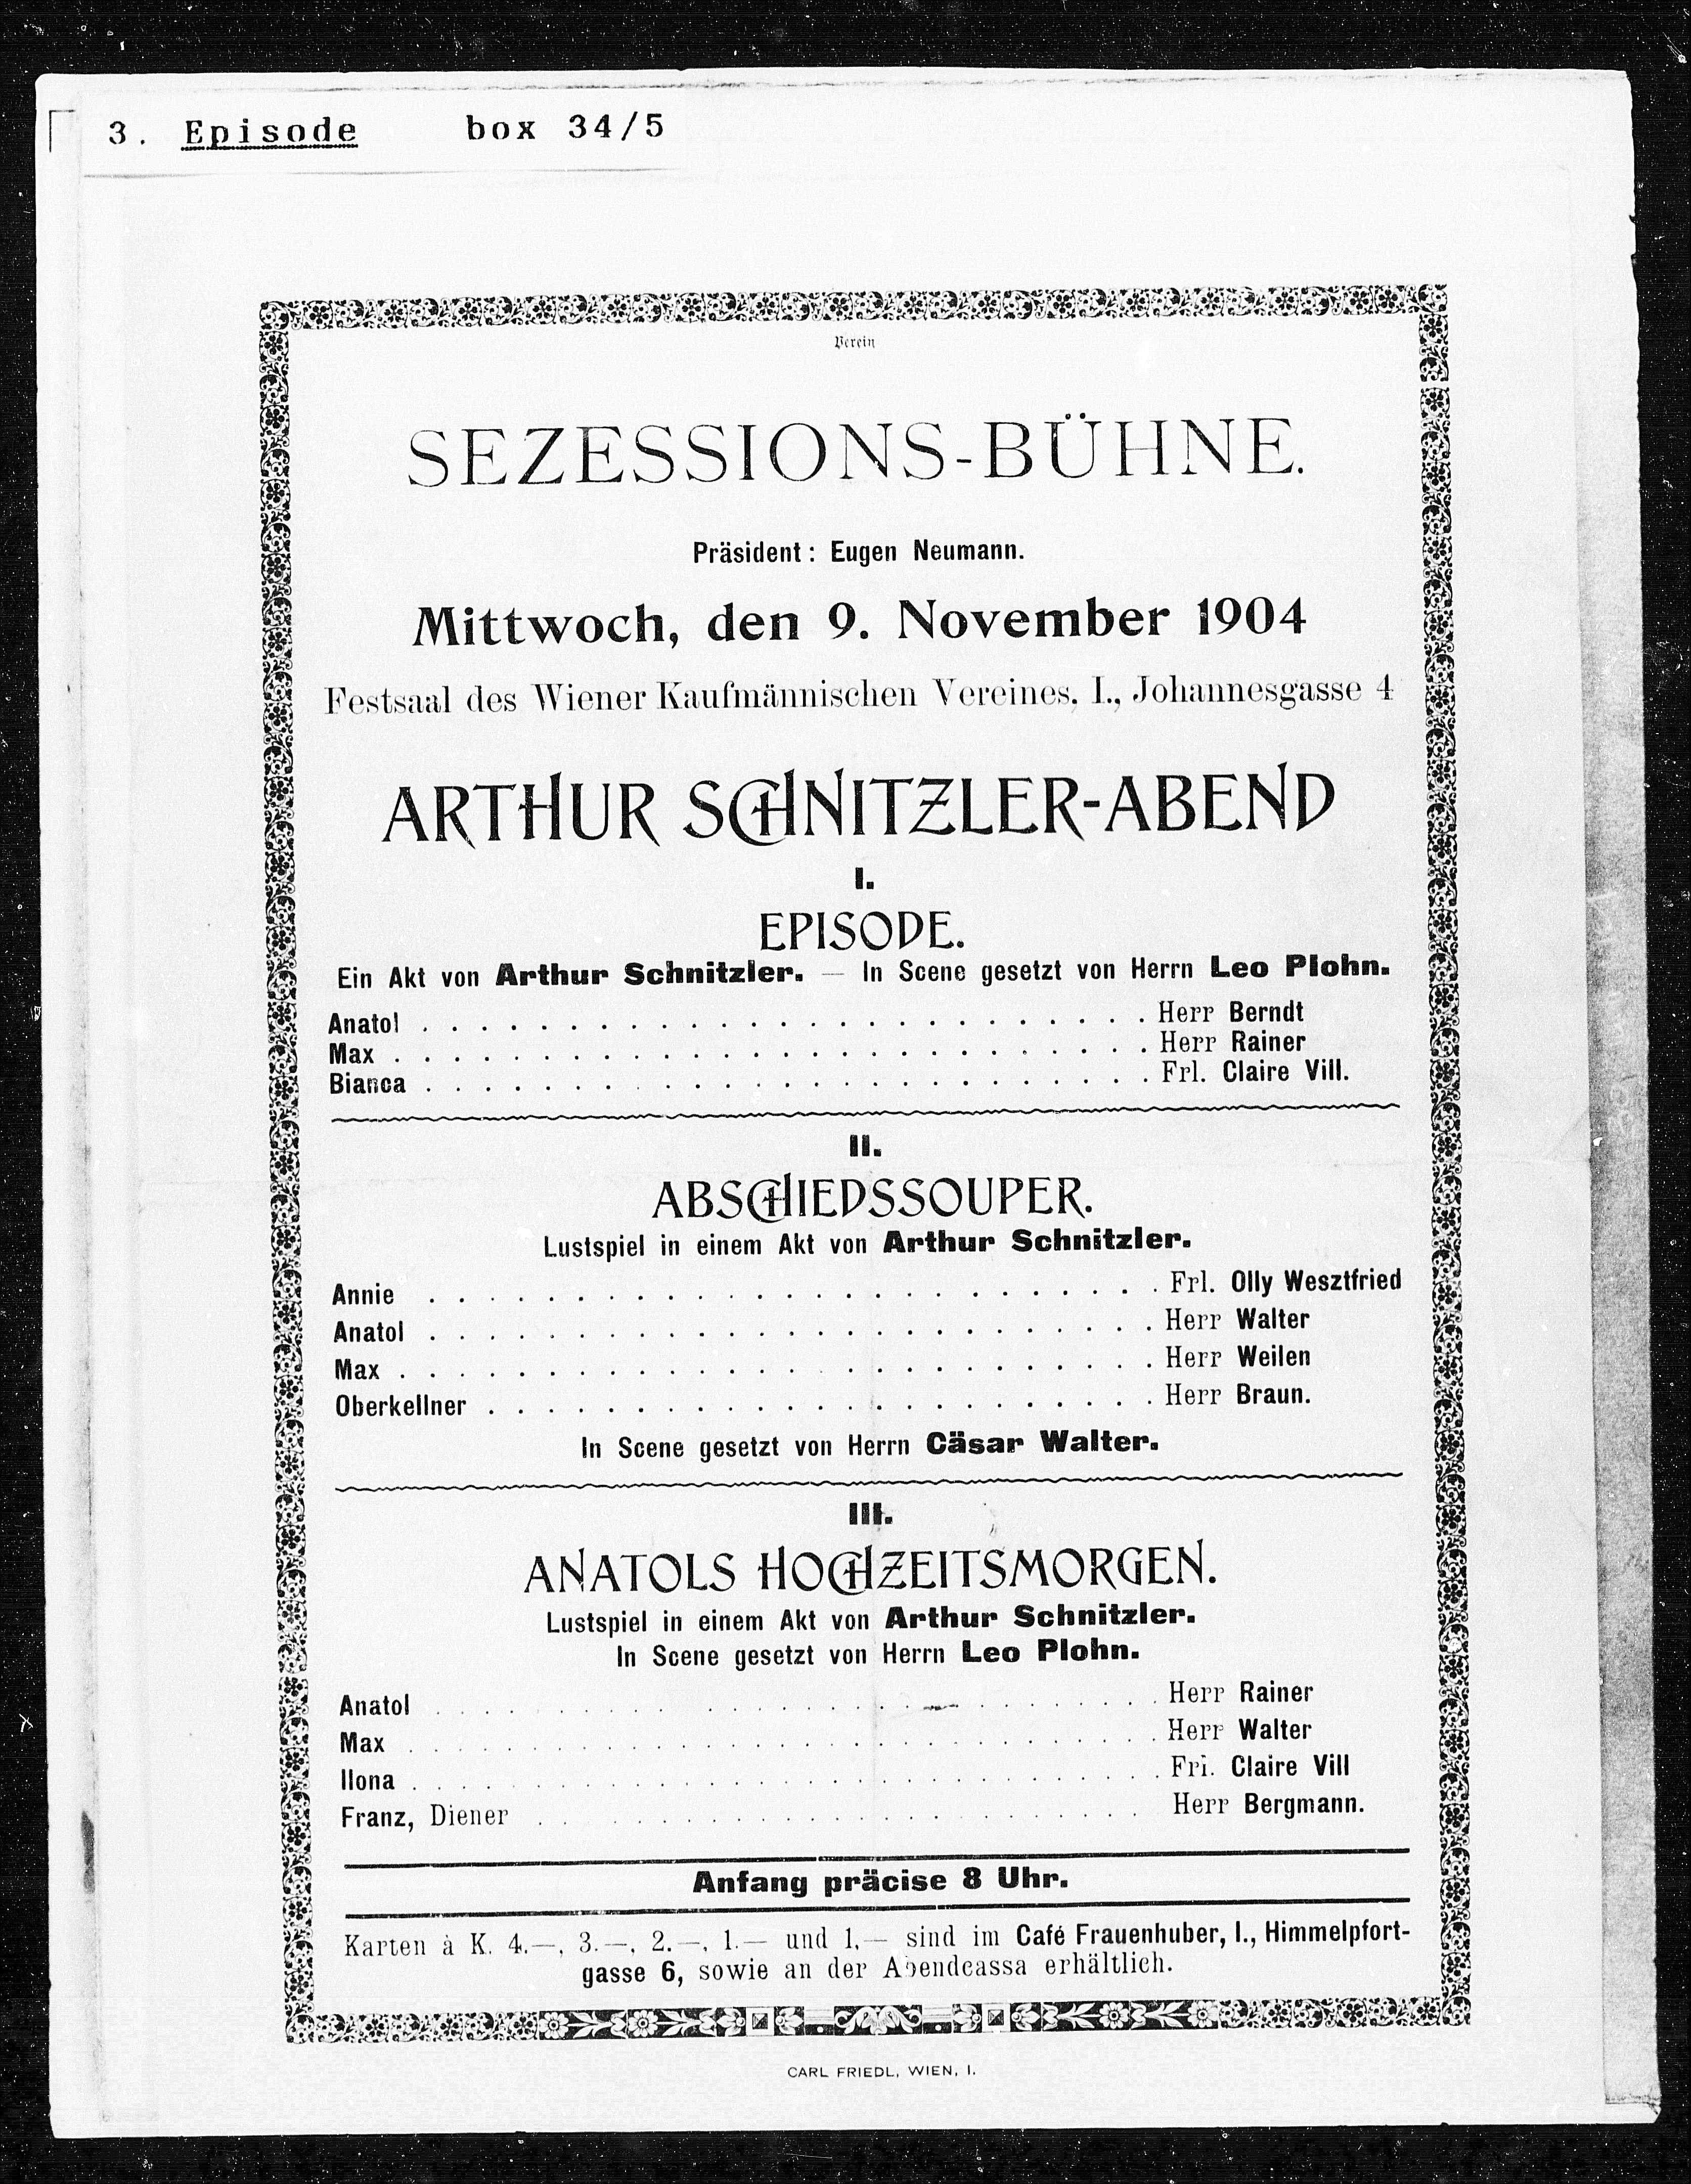 3. Episode box 34/5
Verein
SEZESSIONS-BÜHNE.
Präsident: Eugen Neumann.
Mittwoch, den 9. November 1904
Festsaal des Wiener Kaufmännischen Vereines, I., Johannesgasse 4
ARTHUR SCHNITZLER-ABEND
I.
EPISODE.
Ein Akt von Arthur Schnitzler. — In Scene gesetzt von Herrn Leo Plohn.
Anatol . . . . . . . . . . . . . . . . . . . . . . . . . Herr Berndt
Max . . . . . . . . . . . . . . . . . . . . . . . . . . Herr Rainer
Bianca . . . . . . . . . . . . . . . . . . . . . . . . . Frl. Claire Vill.
II.
ABSCHIEDSSOUPER.
Lustspiel in einem Akt von Arthur Schnitzler.
Annie . . . . . . . . . . . . . . . . . . . . . . . . . Frl. Olly Wesztfried
Anatol . . . . . . . . . . . . . . . . . . . . . . . . . Herr Walter
Max . . . . . . . . . . . . . . . . . . . . . . . . . . Herr Weilen
Oberkellner . . . . . . . . . . . . . . . . . . . . . . . Herr Braun.
In Scene gesetzt von Herrn Cäsar Walter.
III.
ANATOLS HOCHZEITSMORGEN.
Lustspiel in einem Akt von Arthur Schnitzler.
In Scene gesetzt von Herrn Leo Plohn.
Anatol . . . . . . . . . . . . . . . . . . . . . . . . . Herr Rainer
Max . . . . . . . . . . . . . . . . . . . . . . . . . . Herr Walter
Ilona . . . . . . . . . . . . . . . . . . . . . . . . . . Frl. Claire Vill
Franz, Diener . . . . . . . . . . . . . . . . . . . . . Herr Bergmann.
Anfang präcise 8 Uhr.
Karten à K. 4.—, 3.—, 2.—, 1.— und 1.— sind im Café Frauenhuber, I., Himmelpfort-
gasse 6, sowie an der Abendcassa erhältlich.
CARL FRIEDL, WIEN, I.